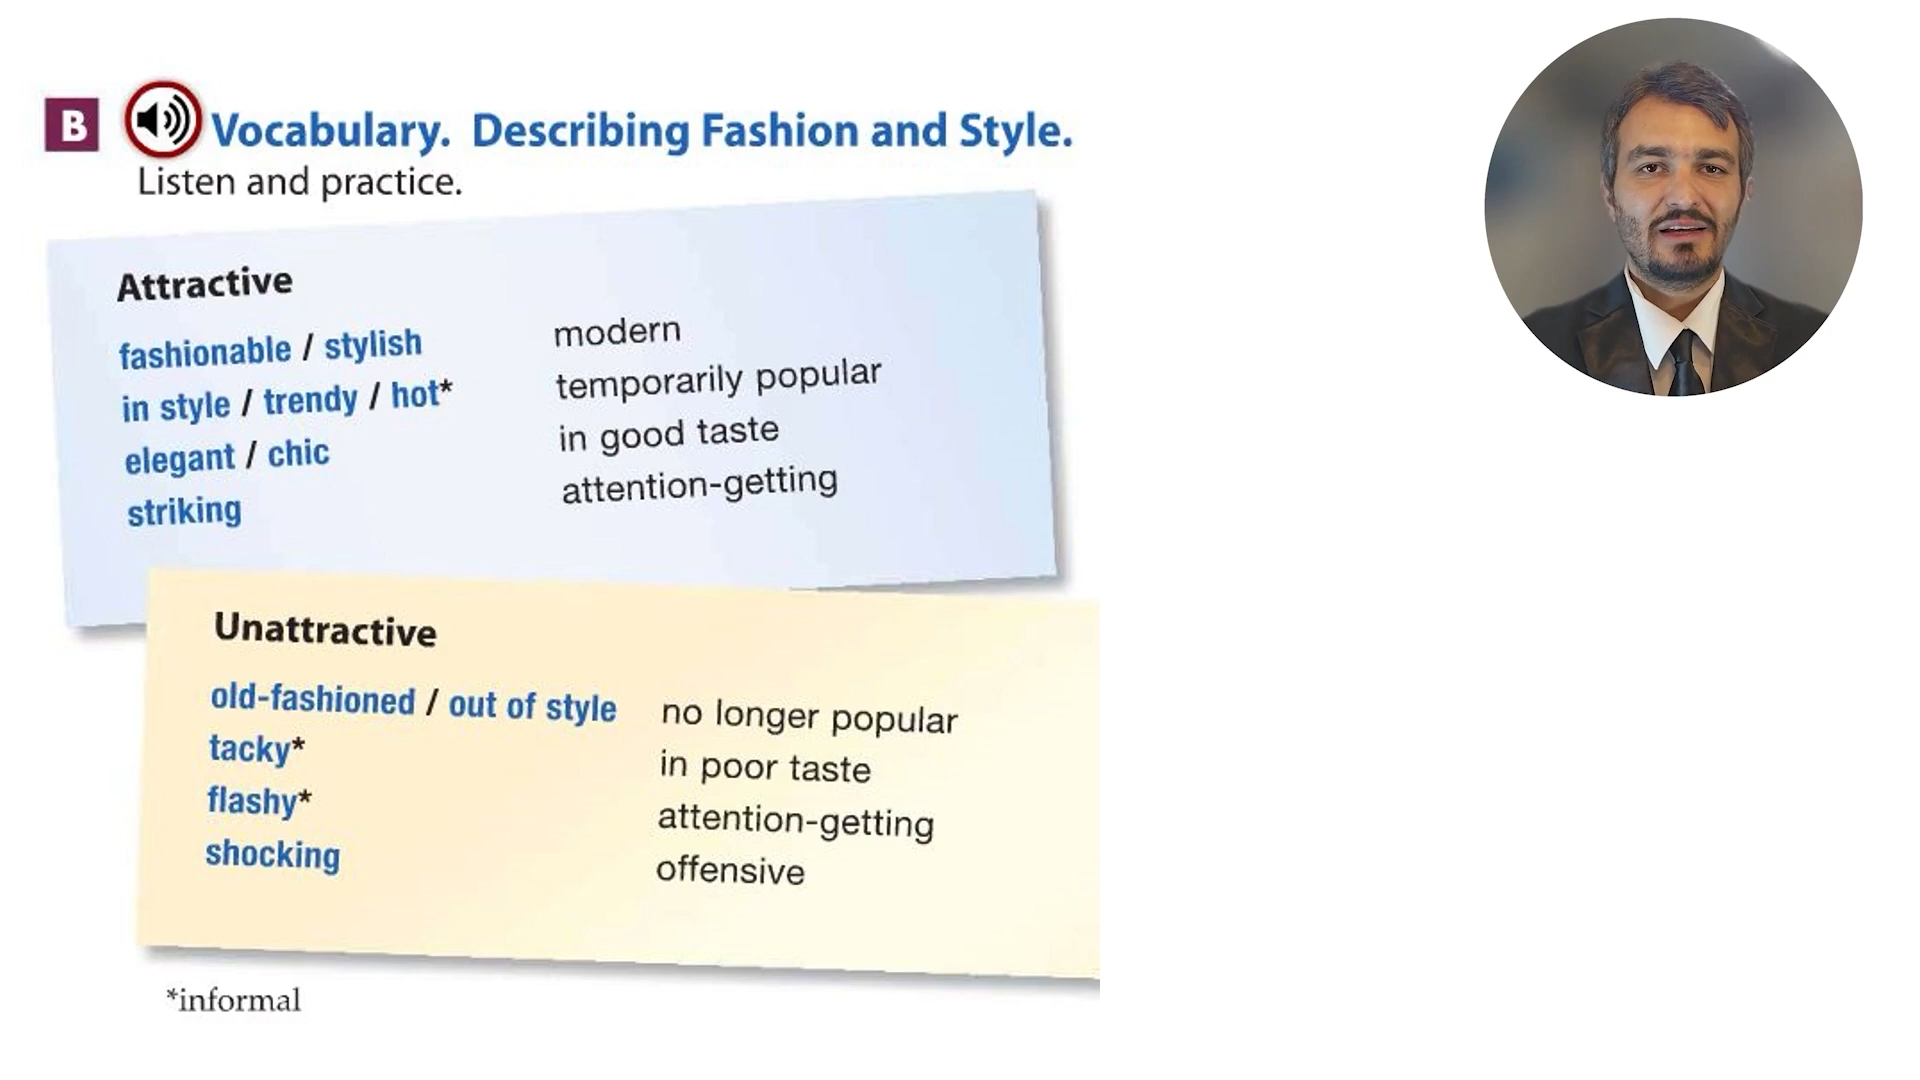 B Vocabulary. Describing Fashion and Style.
Listen and practice.
Attractive
fashionable / stylish modern
in style / trendy / hot* temporarily popular
elegant / chic in good taste
striking attention-getting
Unattractive
old-fashioned / out of style no longer popular
tacky* in poor taste
flashy* attention-getting
shocking offensive
*informal